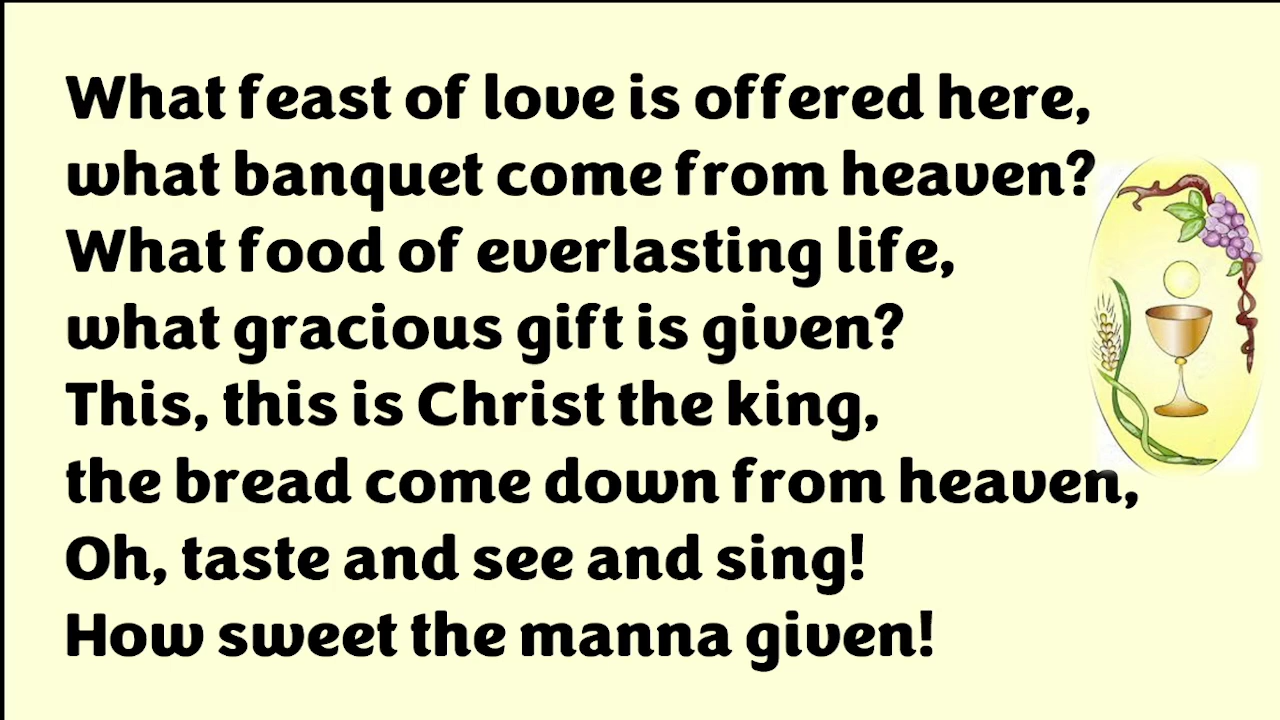 What feast of love is offered here,
what banquet come from heaven?
What food of everlasting life,
what gracious gift is given?
This, this is Christ the king,
the bread come down from heaven,
Oh, taste and see and sing!
How sweet the manna given!